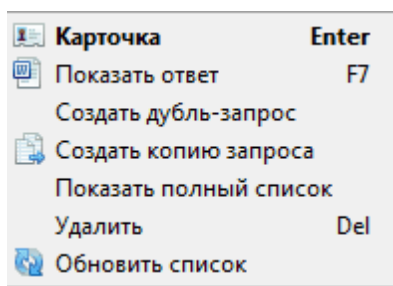 Карточка Enter
Показать ответ F7
Создать дубль-запрос
Создать копию запроса
Показать полный список
Удалить Del
Обновить список